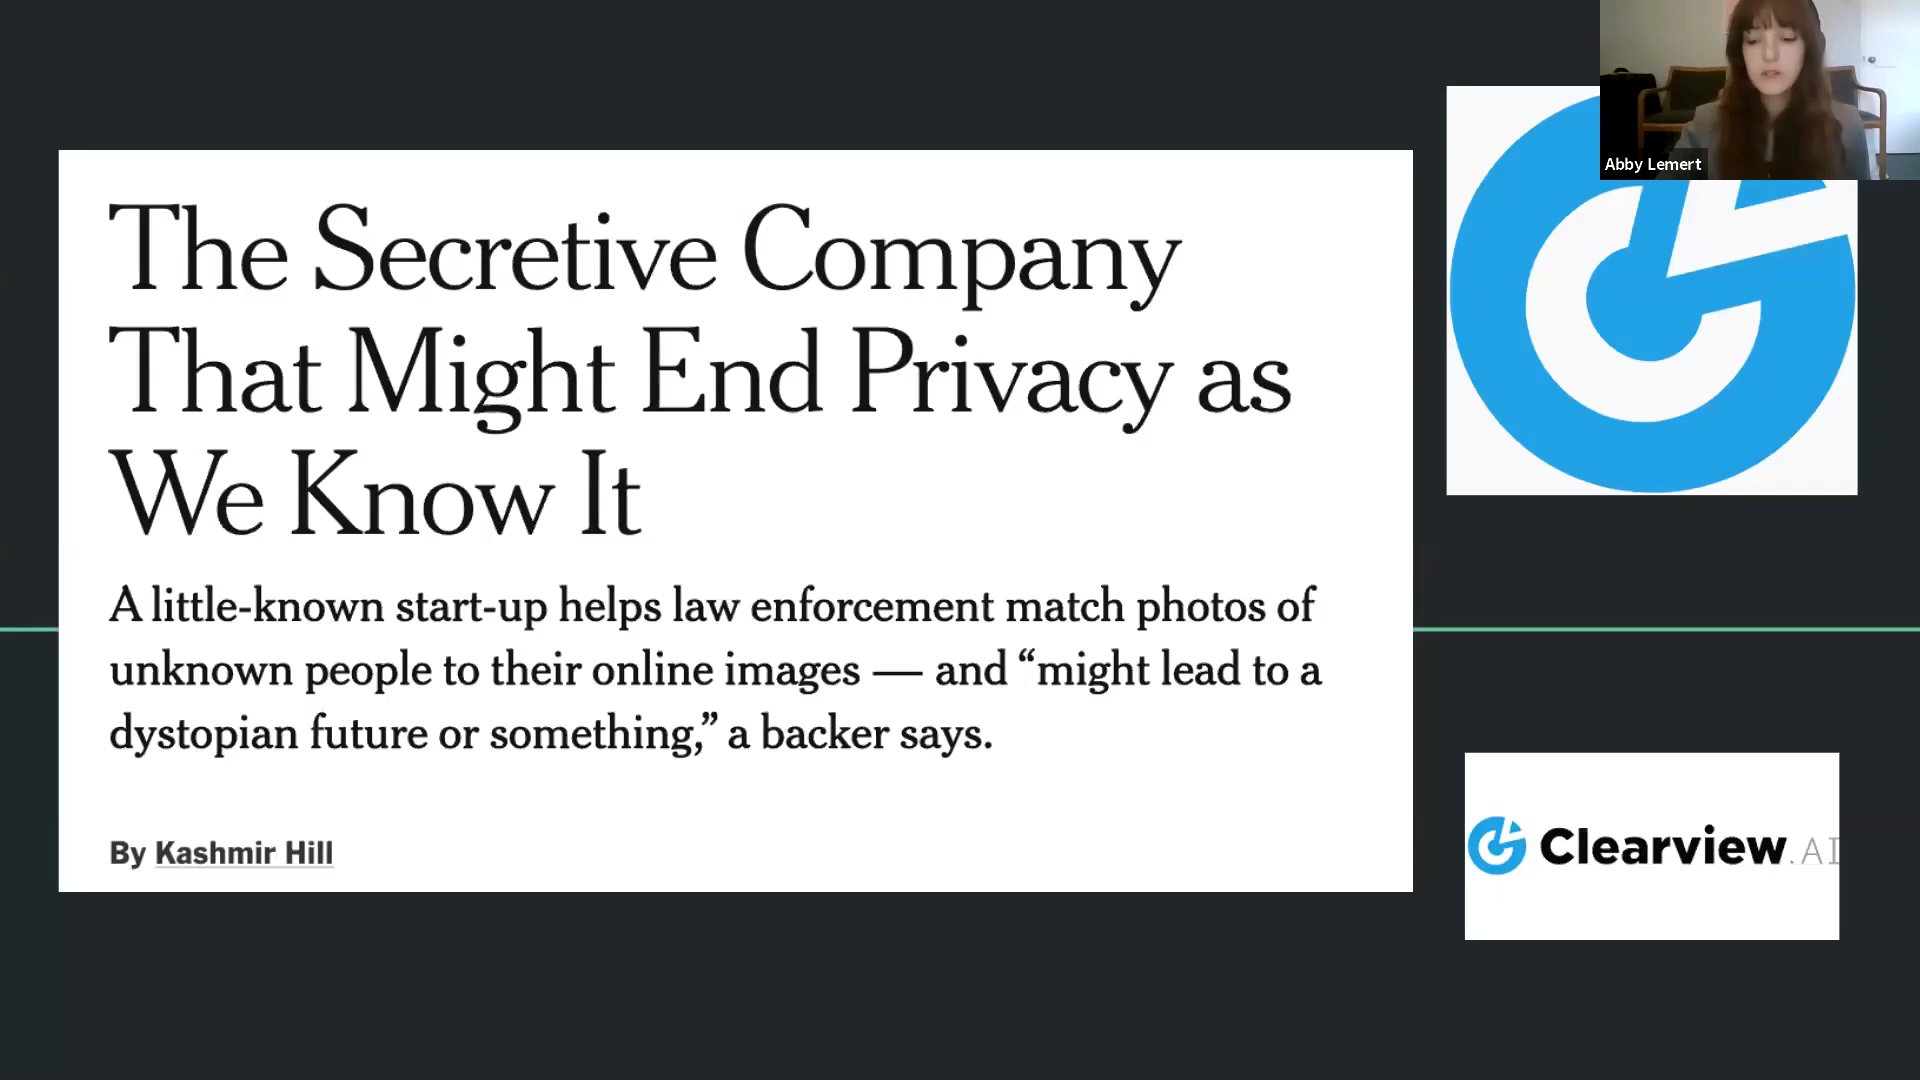 Abby Lemert
The Secretive Company
That Might End Privacy as
We Know It
A little-known start-up helps law enforcement match photos of
unknown people to their online images — and “might lead to a
dystopian future or something,” a backer says.
By Kashmir Hill
Clearview.AI